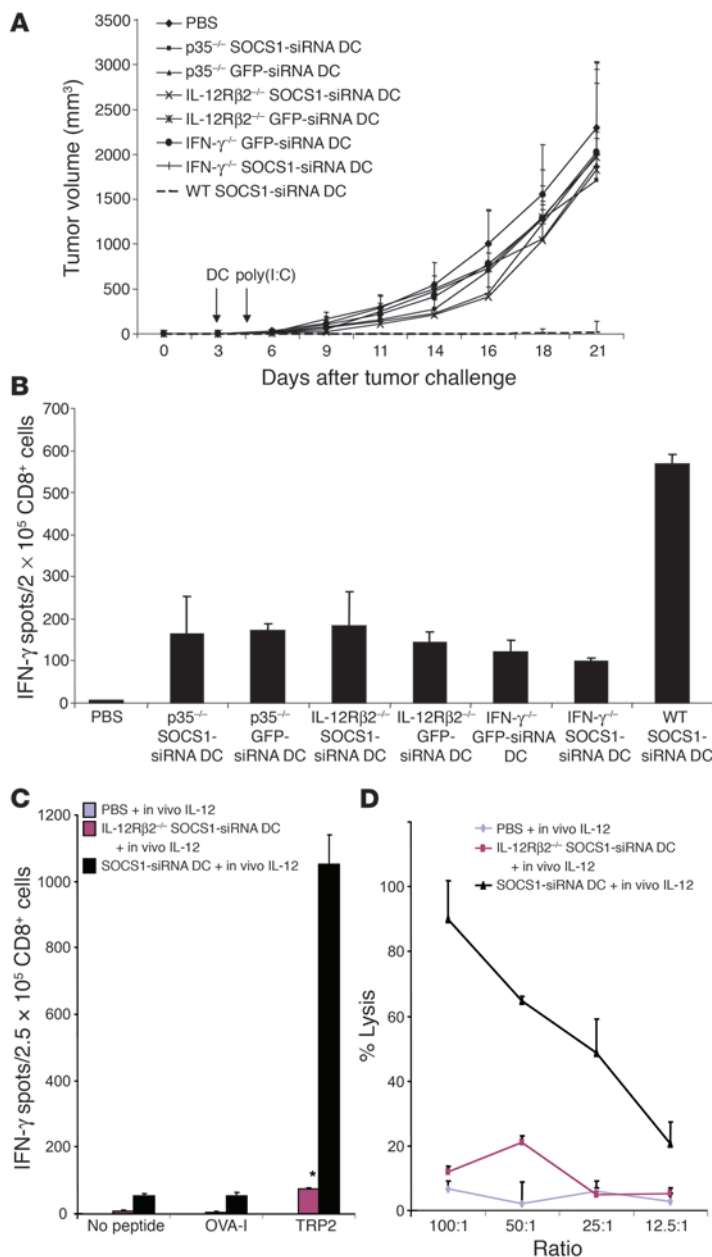 A
Tumor volume (mm³)
3500
3000
2500
2000
1500
1000
500
0
PBS
p35⁻/⁻ SOCS1-siRNA DC
p35⁻/⁻ GFP-siRNA DC
IL-12Rβ2⁻/⁻ SOCS1-siRNA DC
IL-12Rβ2⁻/⁻ GFP-siRNA DC
IFN-γ⁻/⁻ GFP-siRNA DC
IFN-γ⁻/⁻ SOCS1-siRNA DC
WT SOCS1-siRNA DC
DC poly(I:C)
0 3 6 9 11 14 16 18 21
Days after tumor challenge
B
IFN-γ spots/2 × 10⁵ CD8⁺ cells
700
600
500
400
300
200
100
0
PBS
p35⁻/⁻
SOCS1-
siRNA DC
p35⁻/⁻
GFP-
siRNA DC
IL-12Rβ2⁻/⁻
SOCS1-
siRNA DC
IL-12Rβ2⁻/⁻
GFP-
siRNA DC
IFN-γ⁻/⁻
GFP-siRNA
DC
IFN-γ⁻/⁻
SOCS1-
siRNA DC
WT
SOCS1-
siRNA DC
C
IFN-γ spots/2.5 × 10⁵ CD8⁺ cells
1200
1000
800
600
400
200
0
PBS + in vivo IL-12
IL-12Rβ2⁻/⁻ SOCS1-siRNA DC
+ in vivo IL-12
SOCS1-siRNA DC + in vivo IL-12
*
No peptide OVA-I TRP2
D
% Lysis
100
80
60
40
20
0
PBS + in vivo IL-12
IL-12Rβ2⁻/⁻ SOCS1-siRNA DC
+ in vivo IL-12
SOCS1-siRNA DC + in vivo IL-12
100:1 50:1 25:1 12.5:1
Ratio